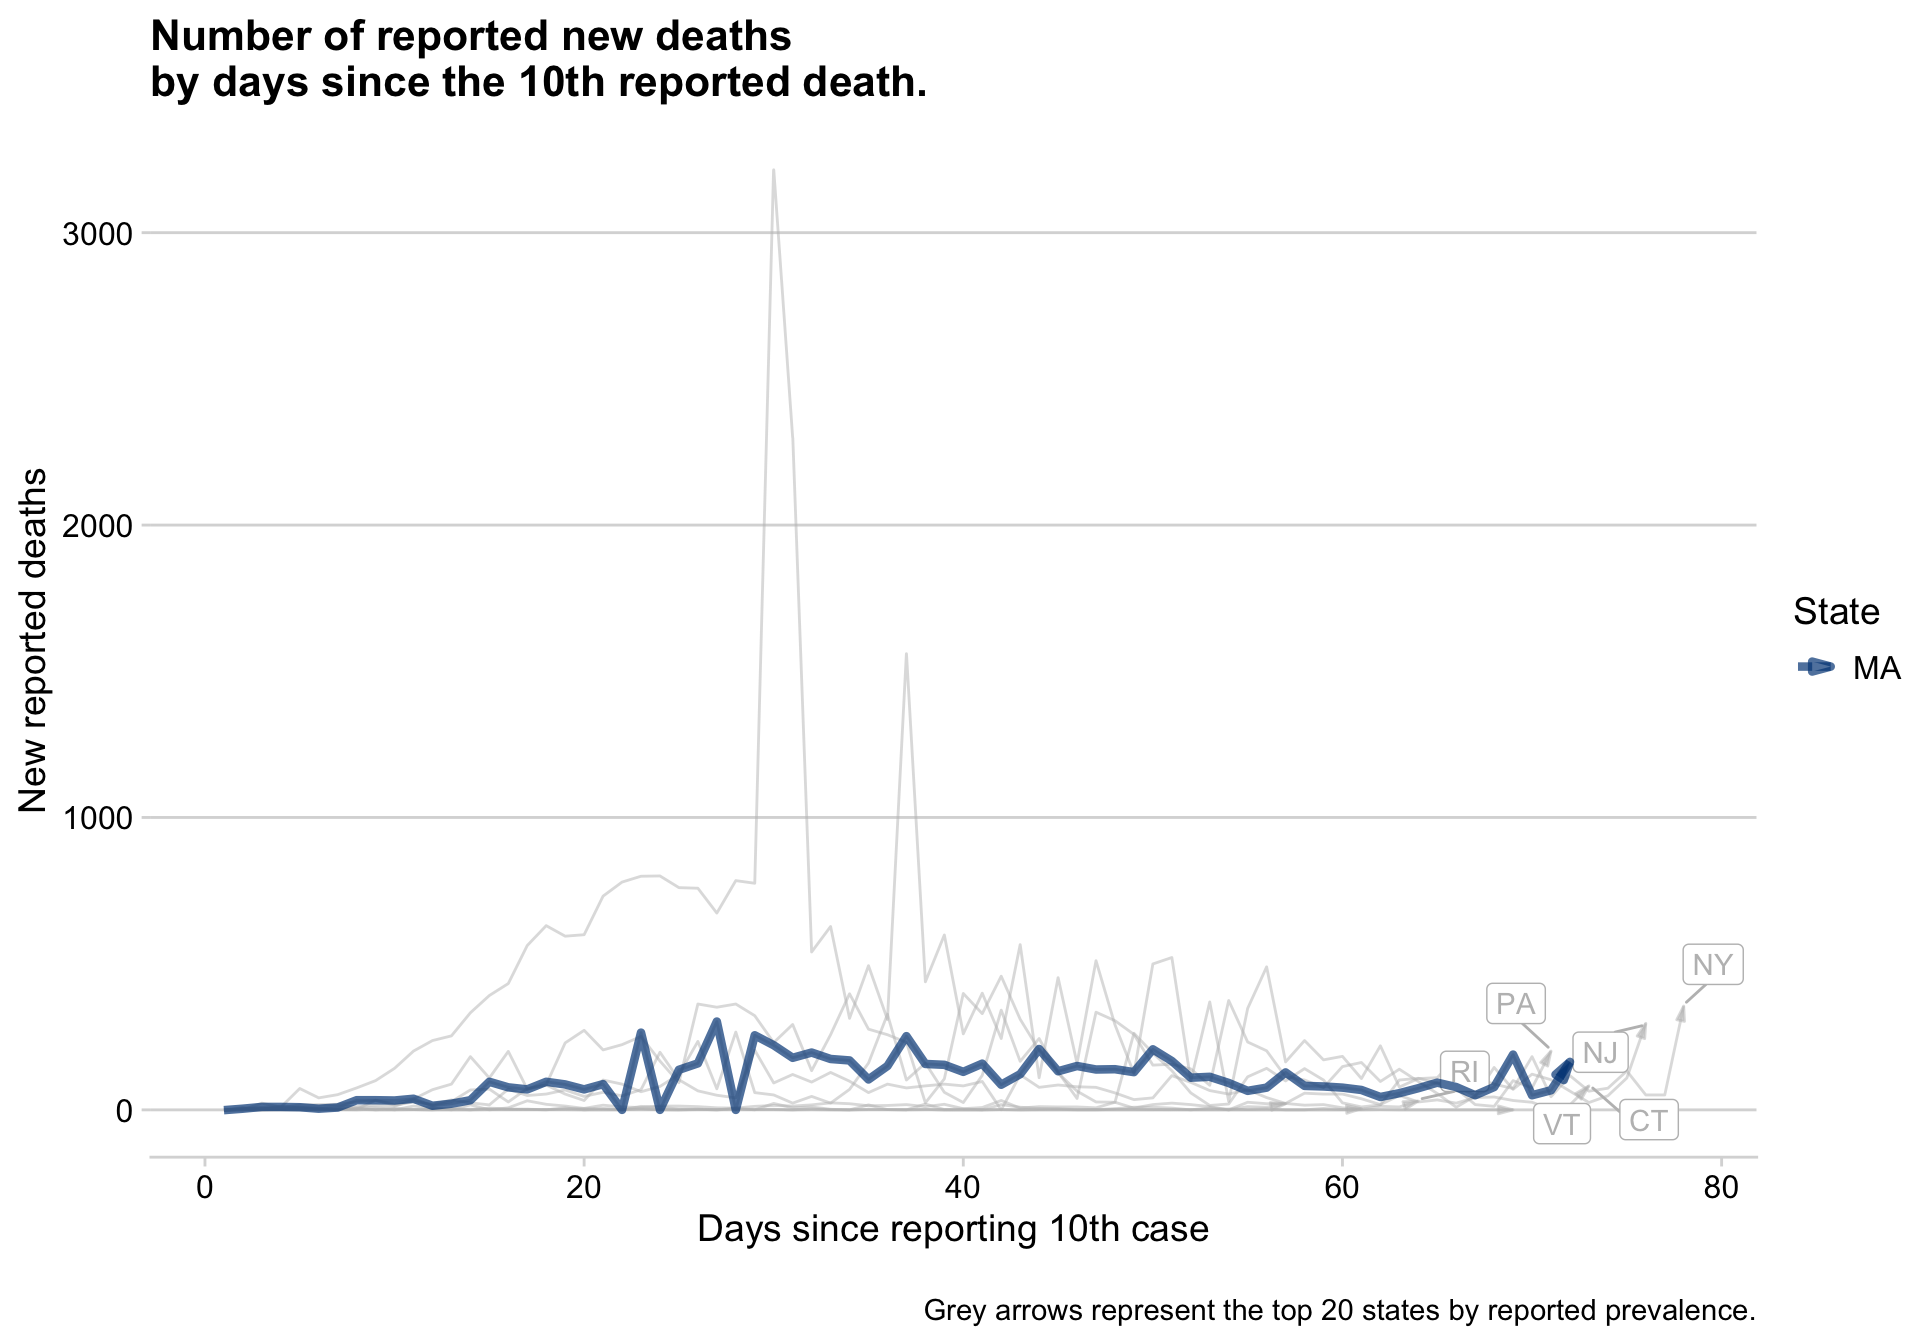 Number of reported new deaths
by days since the 10th reported death.
New reported deaths
3000
2000
1000
0
NY
PA
NJ
RI
CT
VT
0 20 40 60 80
Days since reporting 10th case
State
MA
Grey arrows represent the top 20 states by reported prevalence.